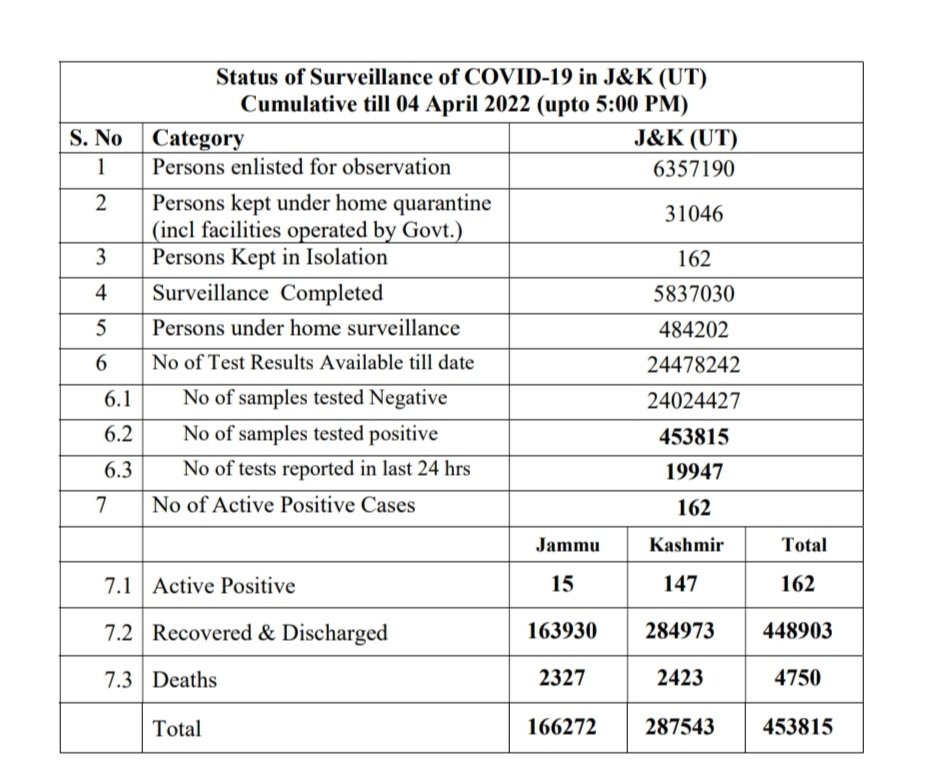 Status of Surveillance of COVID-19 in J&K (UT)
Cumulative till 04 April 2022 (upto 5:00 PM)
S. No Category J&K (UT)
1 Persons enlisted for observation 6357190
2 Persons kept under home quarantine (incl facilities operated by Govt.) 31046
3 Persons Kept in Isolation 162
4 Surveillance Completed 5837030
5 Persons under home surveillance 484202
6 No of Test Results Available till date 24478242
6.1 No of samples tested Negative 24024427
6.2 No of samples tested positive 453815
6.3 No of tests reported in last 24 hrs 19947
7 No of Active Positive Cases 162
Jammu Kashmir Total
7.1 Active Positive 15 147 162
7.2 Recovered & Discharged 163930 284973 448903
7.3 Deaths 2327 2423 4750
Total 166272 287543 453815